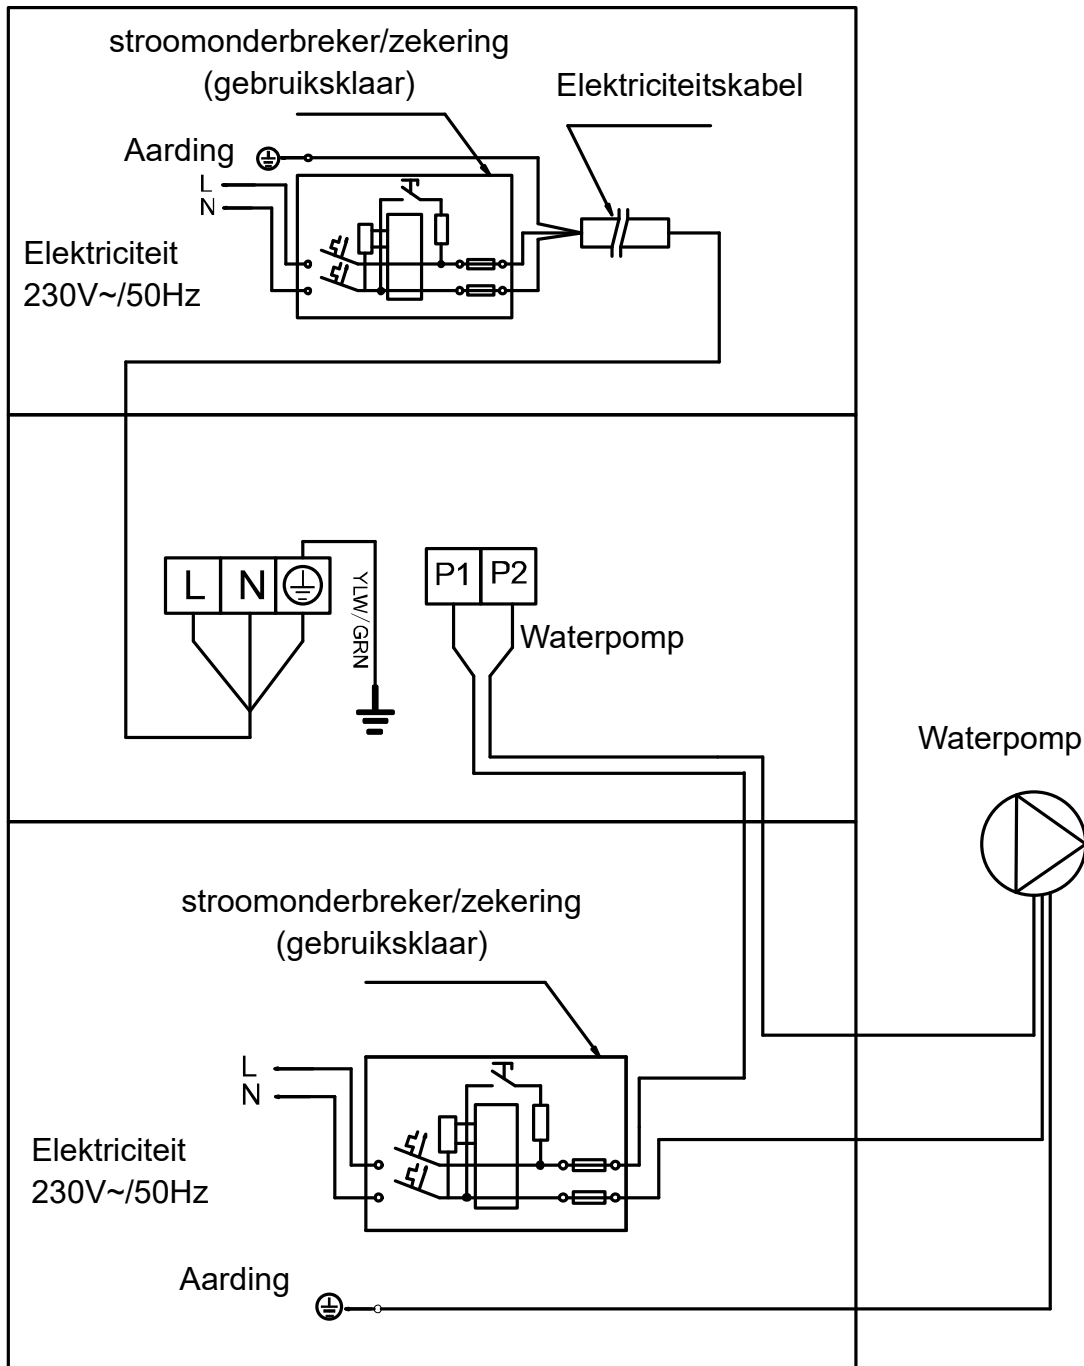 stroomonderbreker/zekering
(gebruiksklaar)
Elektriciteitskabel
Aarding
L
N
Elektriciteit
230V~/50Hz
L N
YLW/GRN
P1 P2
Waterpomp
Waterpomp
stroomonderbreker/zekering
(gebruiksklaar)
L
N
Elektriciteit
230V~/50Hz
Aarding